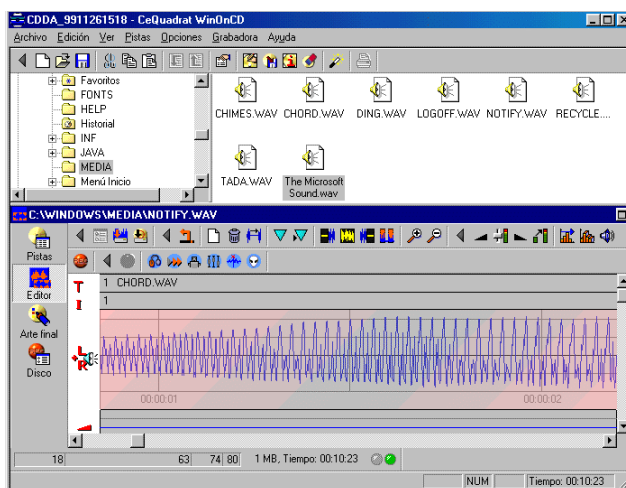 CDDA_9911261518 - CeQuadrat WinOnCD
Archivo Edición Ver Pistas Opciones Grabadora Ayuda
Favoritos
FONTS
HELP
Historial
INF
JAVA
MEDIA
Menú Inicio
CHIMES.WAV CHORD.WAV DING.WAV LOGOFF.WAV NOTIFY.WAV RECYCLE....
TADA.WAV The Microsoft Sound.wav
C:\WINDOWS\MEDIA\NOTIFY.WAV
Pistas
Editor
Arte final
Disco
T 1 CHORD.WAV
I 1
L
R
00:00:01 00:00:02
18 63 74 80 1 MB, Tiempo: 00:10:23
NUM Tiempo: 00:10:23